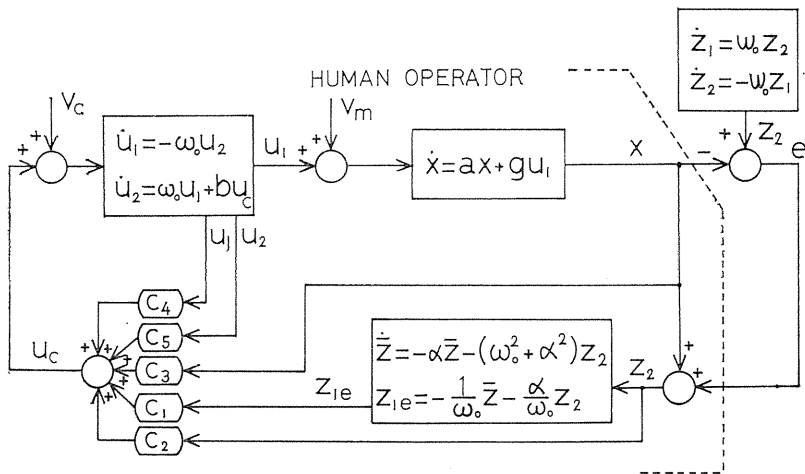 ż₁=ω₀z₂
ż₂=-ω₀z₁
HUMAN OPERATOR
Va
Vm
+
+
u̇₁=-ω₀u₂
u̇₂=ω₀u₁+buc
u₁
+
+
ẋ=ax+gu₁
x
-
+
z₂
e
u₁
u₂
C₄
C₅
C₃
C₁
C₂
uc
+
+
+
+
+
z₁e
z̄̇=-αz̄-(ω₀²+α²)z₂
z₁e=-1/ω₀ z̄-α/ω₀ z₂
z₂
+
+